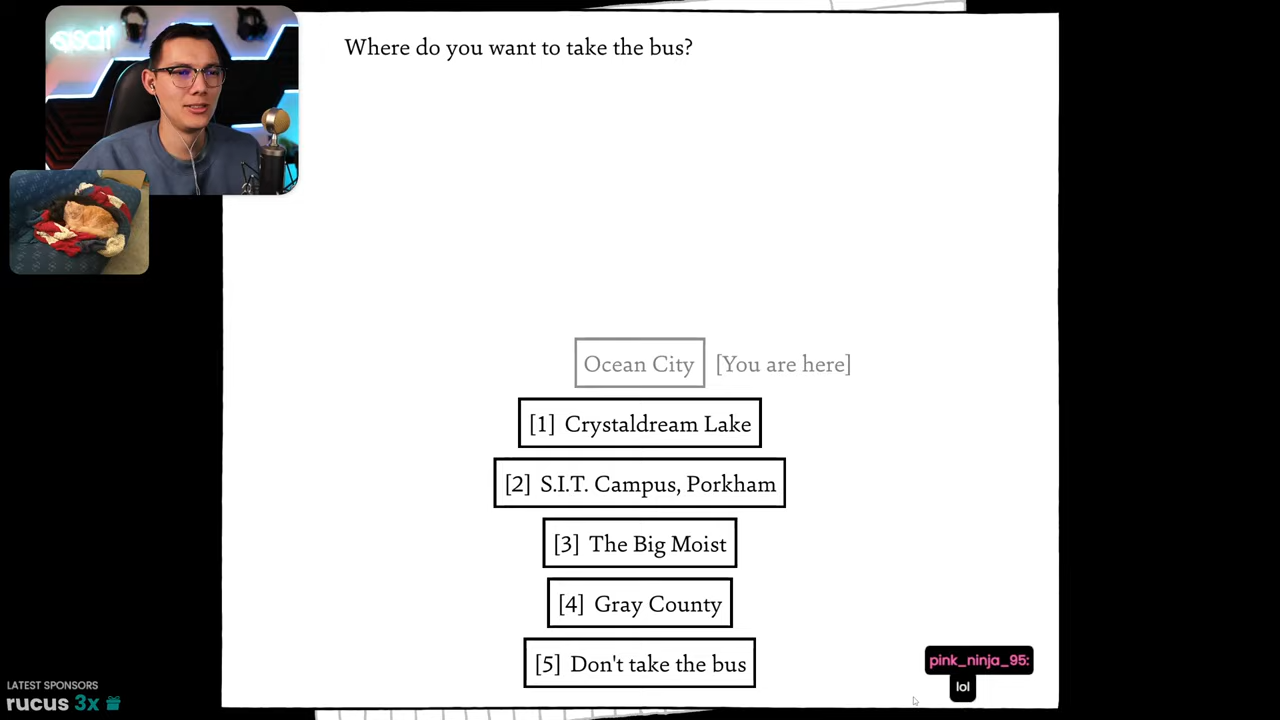 Where do you want to take the bus?
Ocean City [You are here]
[1] Crystaldream Lake
[2] S.I.T. Campus, Porkham
[3] The Big Moist
[4] Gray County
[5] Don't take the bus
pink_ninja_95:
lol
LATEST SPONSORS
rucus 3x